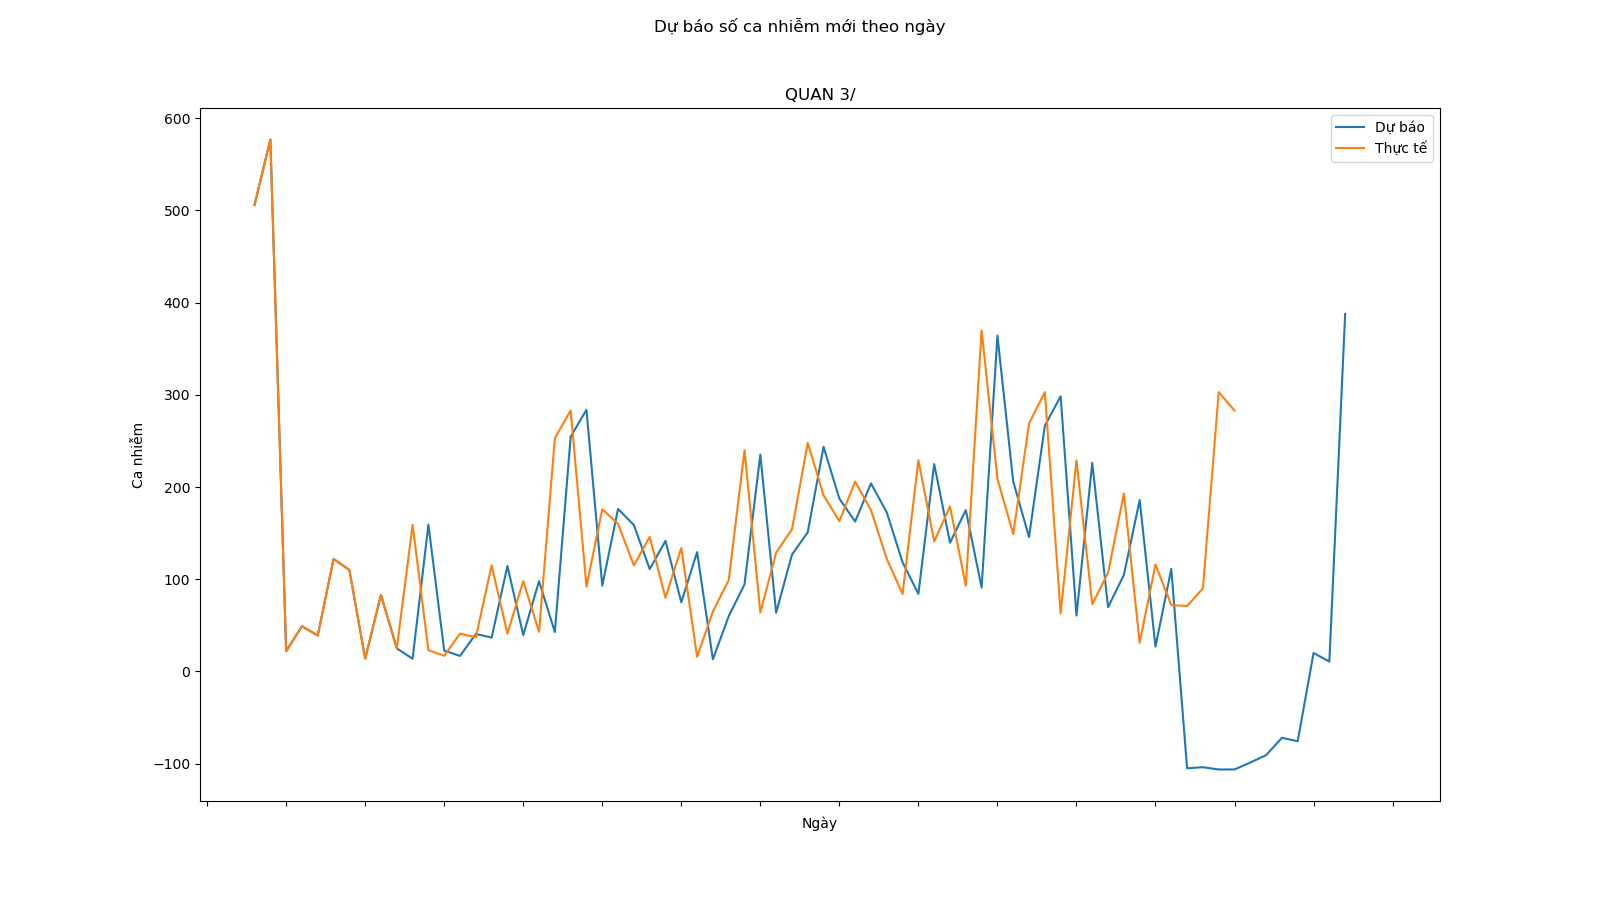 Dự báo số ca nhiễm mới theo ngày
QUAN 3/
600
500
400
300
200
100
0
−100
Ca nhiễm
Ngày
Dự báo
Thực tế